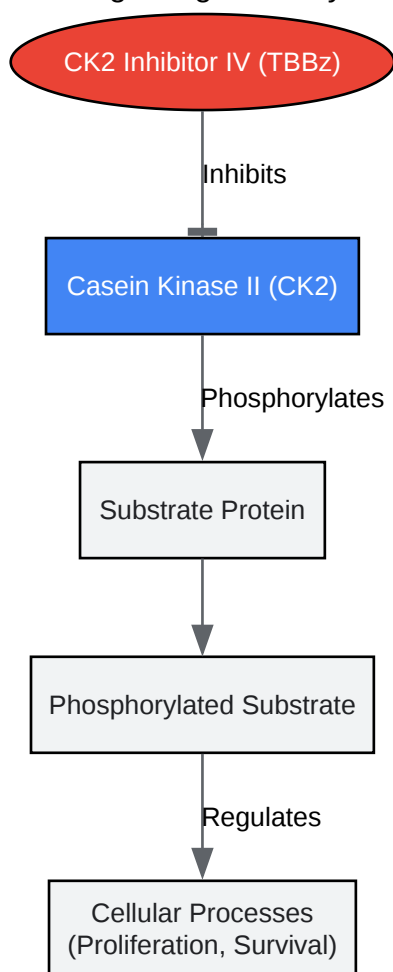 CK2 Inhibitor IV (TBBz)
Inhibits
Casein Kinase II (CK2)
Phosphorylates
Substrate Protein
Phosphorylated Substrate
Regulates
Cellular Processes
(Proliferation, Survival)